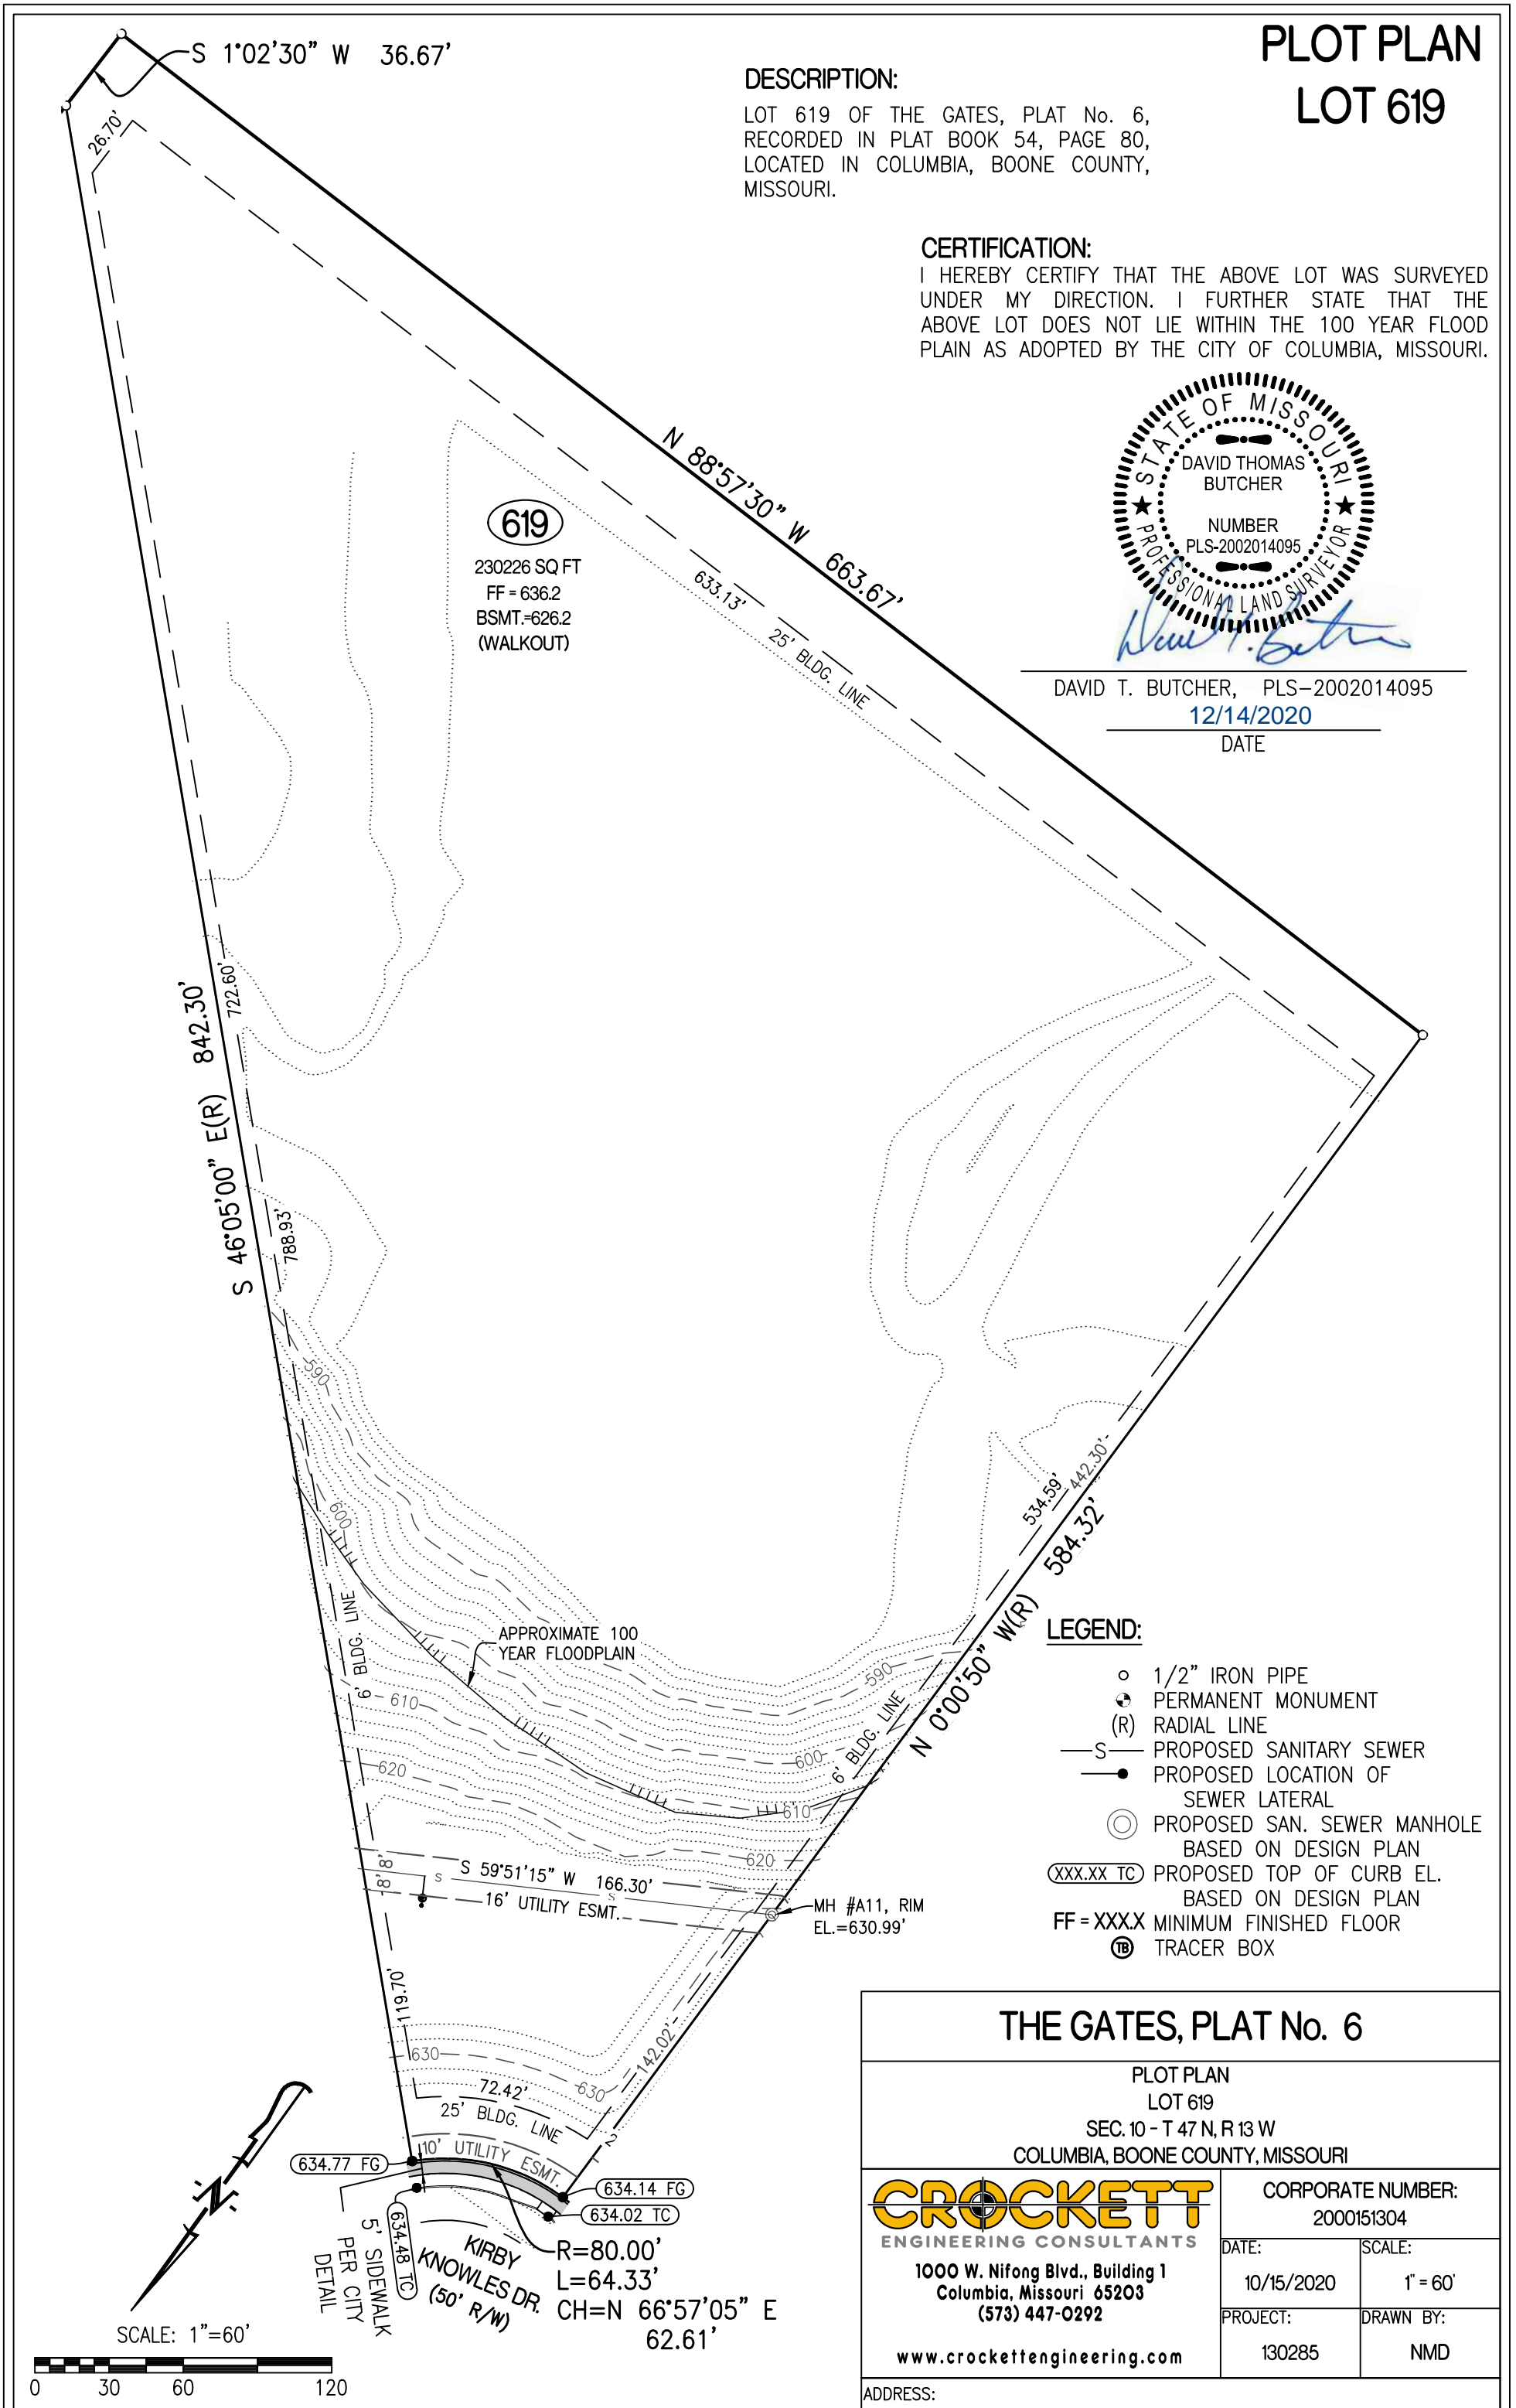 PLOT PLAN
LOT 619
S 1°02'30" W 36.67'
DESCRIPTION:
LOT 619 OF THE GATES, PLAT No. 6,
RECORDED IN PLAT BOOK 54, PAGE 80,
LOCATED IN COLUMBIA, BOONE COUNTY,
MISSOURI.
CERTIFICATION:
I HEREBY CERTIFY THAT THE ABOVE LOT WAS SURVEYED
UNDER MY DIRECTION. I FURTHER STATE THAT THE
ABOVE LOT DOES NOT LIE WITHIN THE 100 YEAR FLOOD
PLAIN AS ADOPTED BY THE CITY OF COLUMBIA, MISSOURI.
STATE OF MISSOURI
DAVID THOMAS
BUTCHER
NUMBER
PLS-2002014095
PROFESSIONAL LAND SURVEYOR
DAVID T. BUTCHER, PLS-2002014095
12/14/2020
DATE
26.70'
N 88°57'30" W 663.67'
633.13'
25' BLDG. LINE
619
230226 SQ FT
FF = 636.2
BSMT.=626.2
(WALKOUT)
S 46°05'00" E(R) 842.30'
722.60'
788.93'
590
600
6' BLDG. LINE
610
620
APPROXIMATE 100
YEAR FLOODPLAIN
534.59'
442.30'
N 0°00'50" W(R) 584.32'
590
6' BLDG. LINE
600
610
620
8'
8'
S
S 59°51'15" W 166.30'
S
16' UTILITY ESMT.
MH #A11, RIM
EL.=630.99'
119.70'
142.02'
630
630
72.42'
25' BLDG. LINE
2
10' UTILITY ESMT.
634.77 FG
634.14 FG
634.02 TC
634.48 TC
5' SIDEWALK
PER CITY
DETAIL
KIRBY
KNOWLES DR.
(50' R/W)
R=80.00'
L=64.33'
CH=N 66°57'05" E
62.61'
N
SCALE: 1"=60'
0 30 60 120
LEGEND:
1/2" IRON PIPE
PERMANENT MONUMENT
(R) RADIAL LINE
S PROPOSED SANITARY SEWER
PROPOSED LOCATION OF
SEWER LATERAL
PROPOSED SAN. SEWER MANHOLE
BASED ON DESIGN PLAN
XXX.XX TC PROPOSED TOP OF CURB EL.
BASED ON DESIGN PLAN
FF = XXX.X MINIMUM FINISHED FLOOR
TB TRACER BOX
THE GATES, PLAT No. 6
PLOT PLAN
LOT 619
SEC. 10 - T 47 N, R 13 W
COLUMBIA, BOONE COUNTY, MISSOURI
CROCKETT
ENGINEERING CONSULTANTS
1000 W. Nifong Blvd., Building 1
Columbia, Missouri 65203
(573) 447-0292
www.crockettengineering.com
CORPORATE NUMBER:
2000151304
DATE:
10/15/2020
SCALE:
1" = 60'
PROJECT:
130285
DRAWN BY:
NMD
ADDRESS: